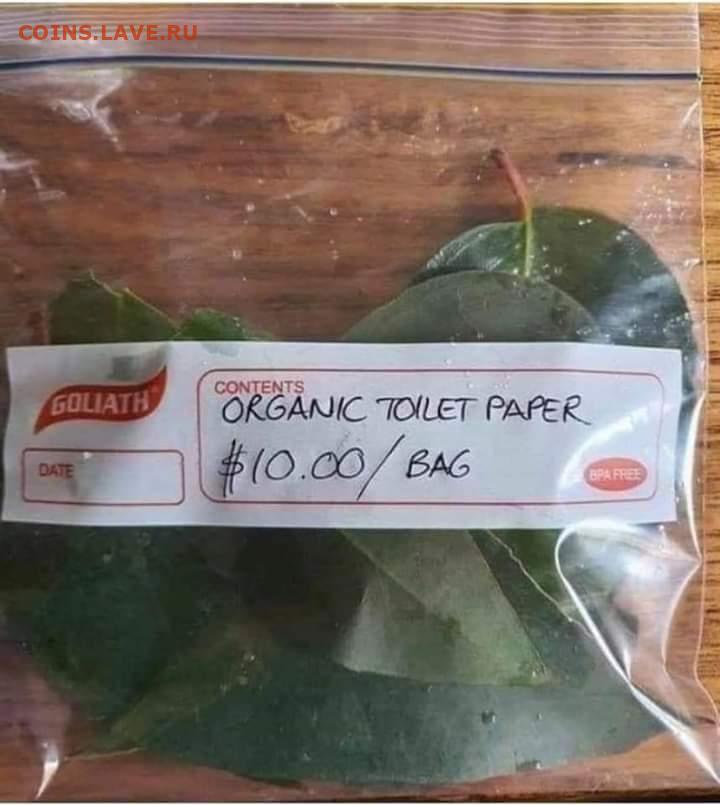 COINS.LAVE.RU
GOLIATH
CONTENTS
ORGANIC TOILET PAPER
$10.00/ BAG
DATE
BPA FREE